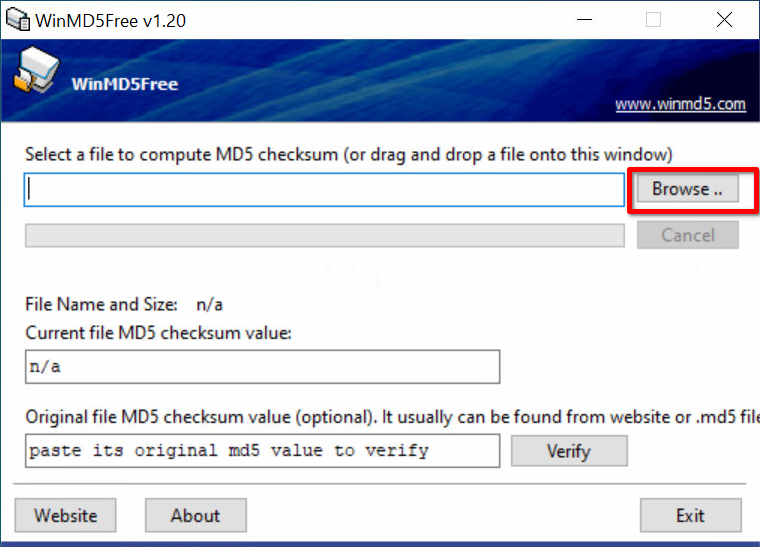 WinMD5Free v1.20
WinMD5Free
www.winmd5.com
Select a file to compute MD5 checksum (or drag and drop a file onto this window)
Browse ..
Cancel
File Name and Size: n/a
Current file MD5 checksum value:
n/a
Original file MD5 checksum value (optional). It usually can be found from website or .md5 file
paste its original md5 value to verify
Verify
Website
About
Exit